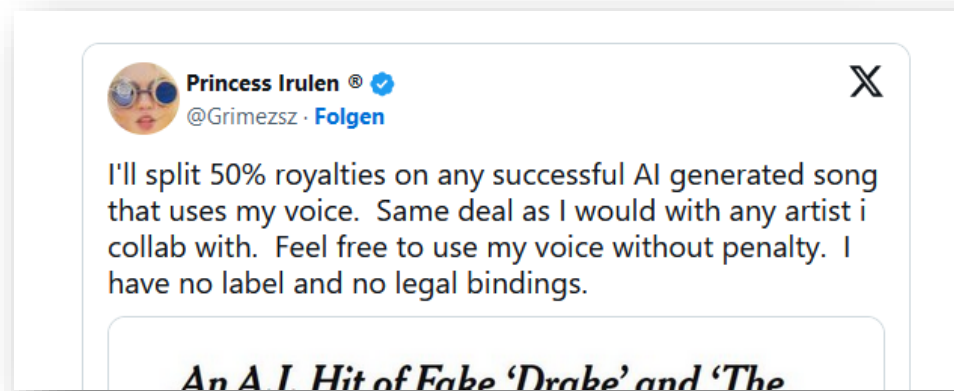 Princess Irulen ®
@Grimezsz · Folgen
I'll split 50% royalties on any successful AI generated song
that uses my voice.  Same deal as I would with any artist i
collab with.  Feel free to use my voice without penalty.  I
have no label and no legal bindings.
An A.I. Hit of Fake ‘Drake’ and ‘The